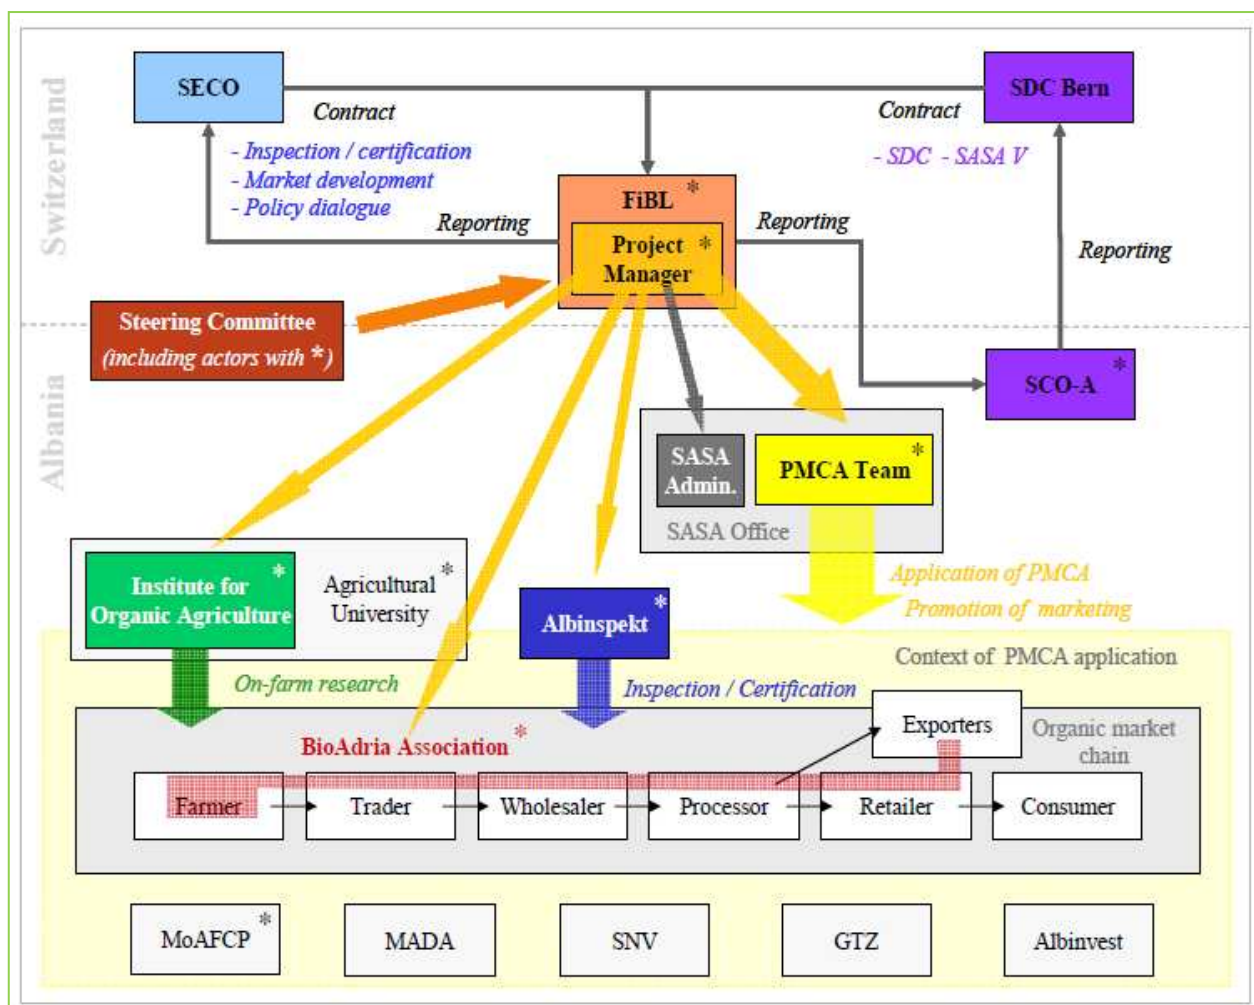 Switzerland
SECO
SDC Bern
Contract
Contract
- Inspection / certification
- Market development
- Policy dialogue
- SDC - SASA V
FiBL *
Project *
Manager
Reporting
Reporting
Reporting
Steering Committee
(including actors with *)
Albania
SCO-A *
SASA
Admin.
PMCA Team *
SASA Office
Institute for *
Organic Agriculture
Agricultural *
University
Albinspekt *
Application of PMCA
Promotion of marketing
Context of PMCA application
On-farm research
Inspection / Certification
BioAdria Association *
Exporters
Organic market
chain
Farmer
Trader
Wholesaler
Processor
Retailer
Consumer
MoAFCP *
MADA
SNV
GTZ
Albinvest